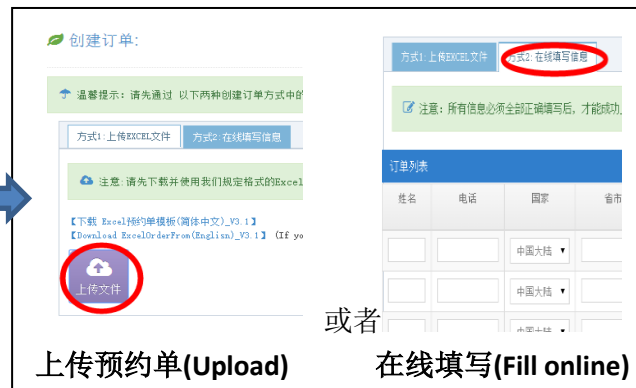 创建订单:
温馨提示：请先通过 以下两种创建订单方式中的
方式1:上传EXCEL文件 方式2:在线填写信息
注意:请先下载并使用我们规定格式的Excel
【下载 Excel预约单模板(简体中文)_V3.1】
【Download ExcelOrderFrom(English)_V3.1】 (If yo
上传文件
上传预约单(Upload)
或者
方式1:上传EXCEL文件 方式2:在线填写信息
注意：所有信息必须全部正确填写后，才能成功
订单列表
姓名 电话 国家 省市
中国大陆
中国大陆
中国大陆
在线填写(Fill online)